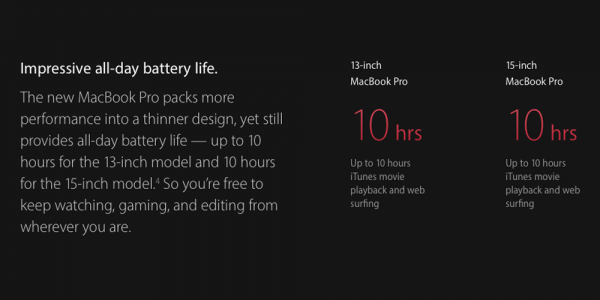 Impressive all-day battery life.
The new MacBook Pro packs more
performance into a thinner design, yet still
provides all-day battery life — up to 10
hours for the 13-inch model and 10 hours
for the 15-inch model.⁴ So you’re free to
keep watching, gaming, and editing from
wherever you are.
13-inch
MacBook Pro
10 hrs
Up to 10 hours
iTunes movie
playback and web
surfing
15-inch
MacBook Pro
10 hrs
Up to 10 hours
iTunes movie
playback and web
surfing